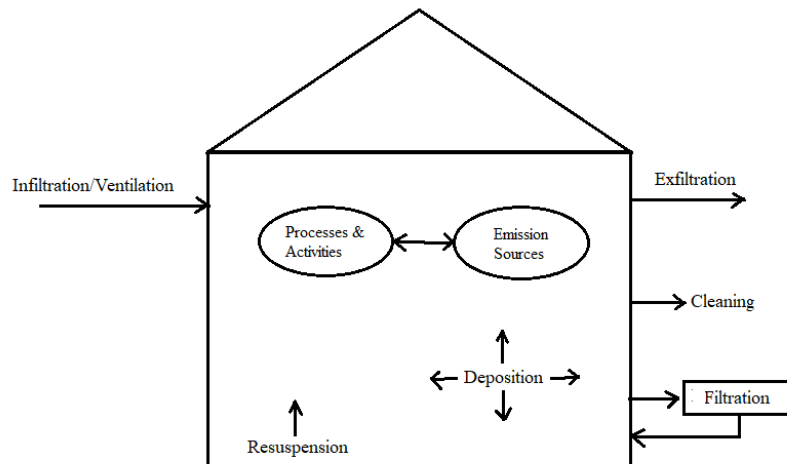 Infiltration/Ventilation
Exfiltration
Processes &
Activities
Emission
Sources
Cleaning
Deposition
Filtration
Resuspension